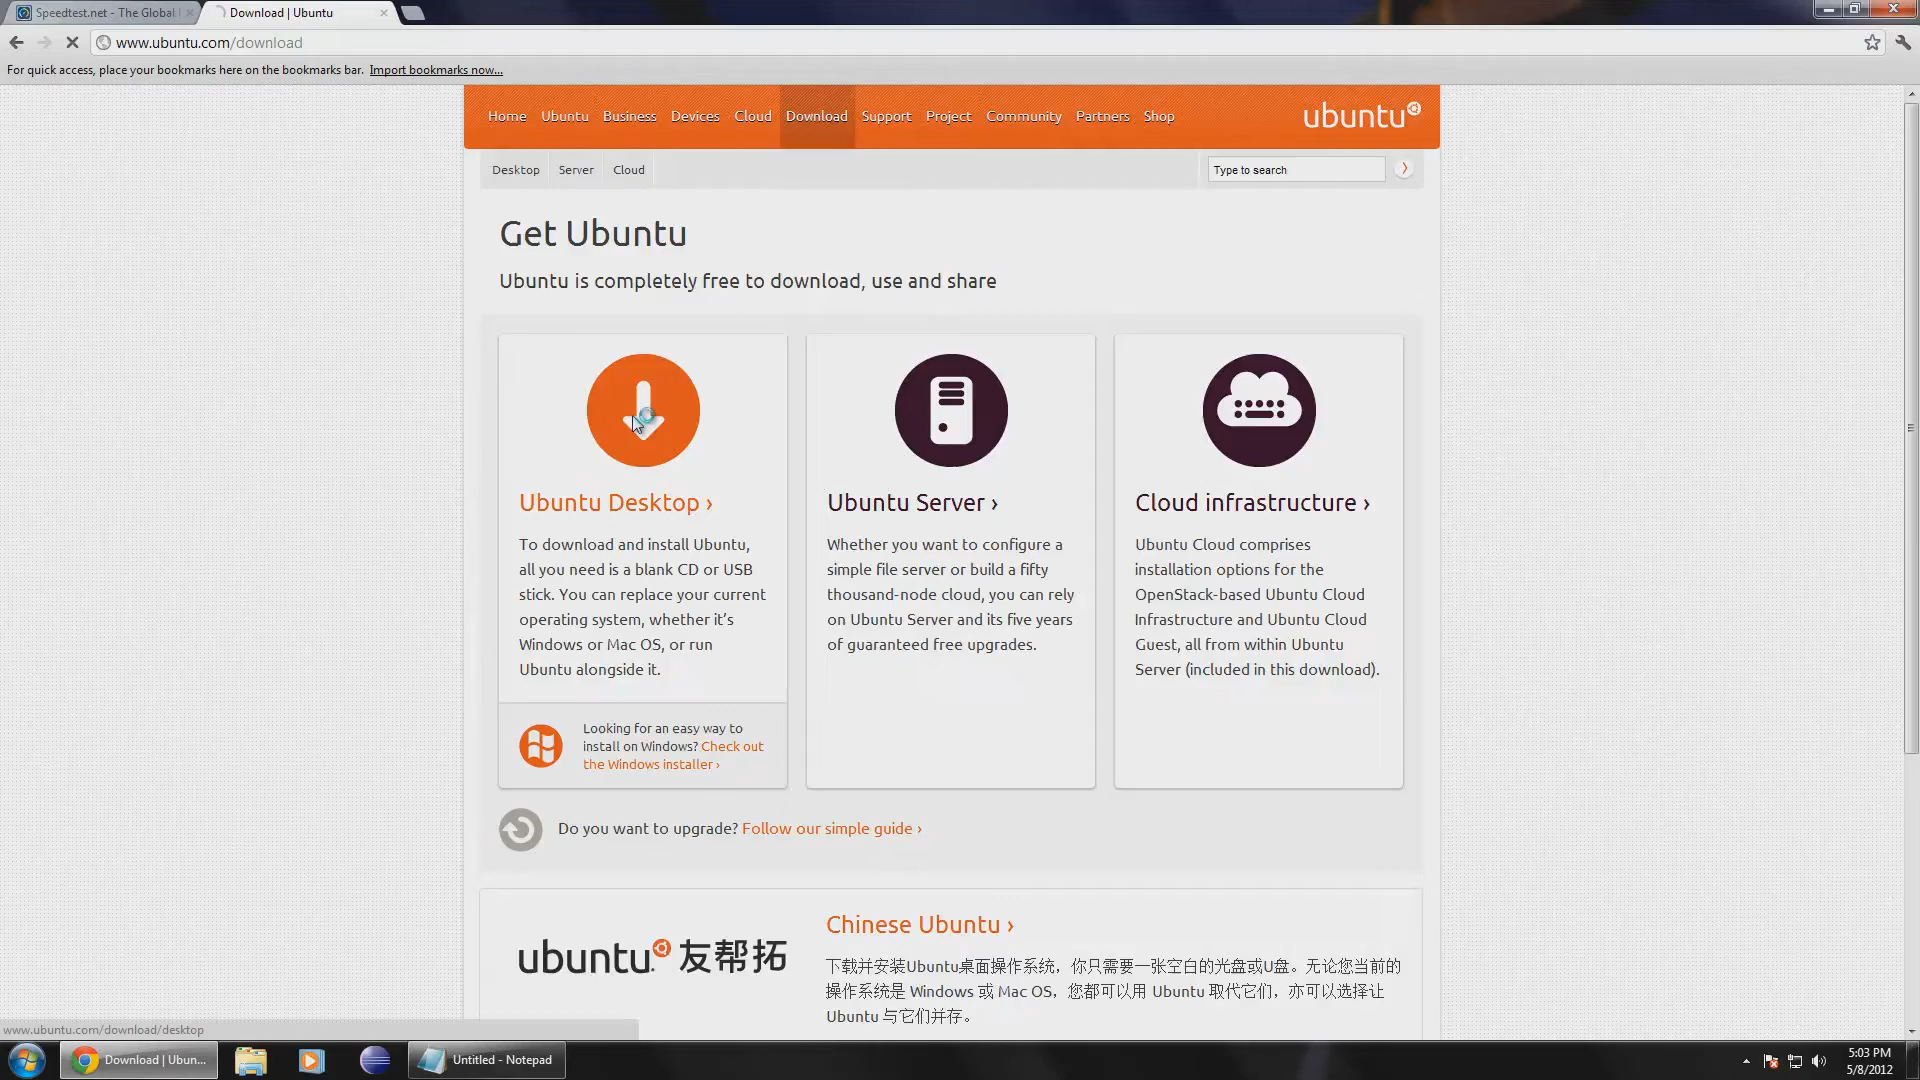 Speedtest.net - The Global
Download | Ubuntu
www.ubuntu.com/download
For quick access, place your bookmarks here on the bookmarks bar. Import bookmarks now...
Home Ubuntu Business Devices Cloud Download Support Project Community Partners Shop
ubuntu
Desktop Server Cloud
Type to search
Get Ubuntu
Ubuntu is completely free to download, use and share
Ubuntu Desktop ›
To download and install Ubuntu,
all you need is a blank CD or USB
stick. You can replace your current
operating system, whether it’s
Windows or Mac OS, or run
Ubuntu alongside it.
Looking for an easy way to
install on Windows? Check out
the Windows installer ›
Ubuntu Server ›
Whether you want to configure a
simple file server or build a fifty
thousand-node cloud, you can rely
on Ubuntu Server and its five years
of guaranteed free upgrades.
Cloud infrastructure ›
Ubuntu Cloud comprises
installation options for the
OpenStack-based Ubuntu Cloud
Infrastructure and Ubuntu Cloud
Guest, all from within Ubuntu
Server (included in this download).
Do you want to upgrade? Follow our simple guide ›
ubuntu 友帮拓
Chinese Ubuntu ›
下载并安装Ubuntu桌面操作系统，你只需要一张空白的光盘或U盘。无论您当前的
操作系统是 Windows 或 Mac OS，您都可以用 Ubuntu 取代它们，亦可以选择让
Ubuntu 与它们并存。
www.ubuntu.com/download/desktop
Download | Ubun...
Untitled - Notepad
5:03 PM
5/8/2012